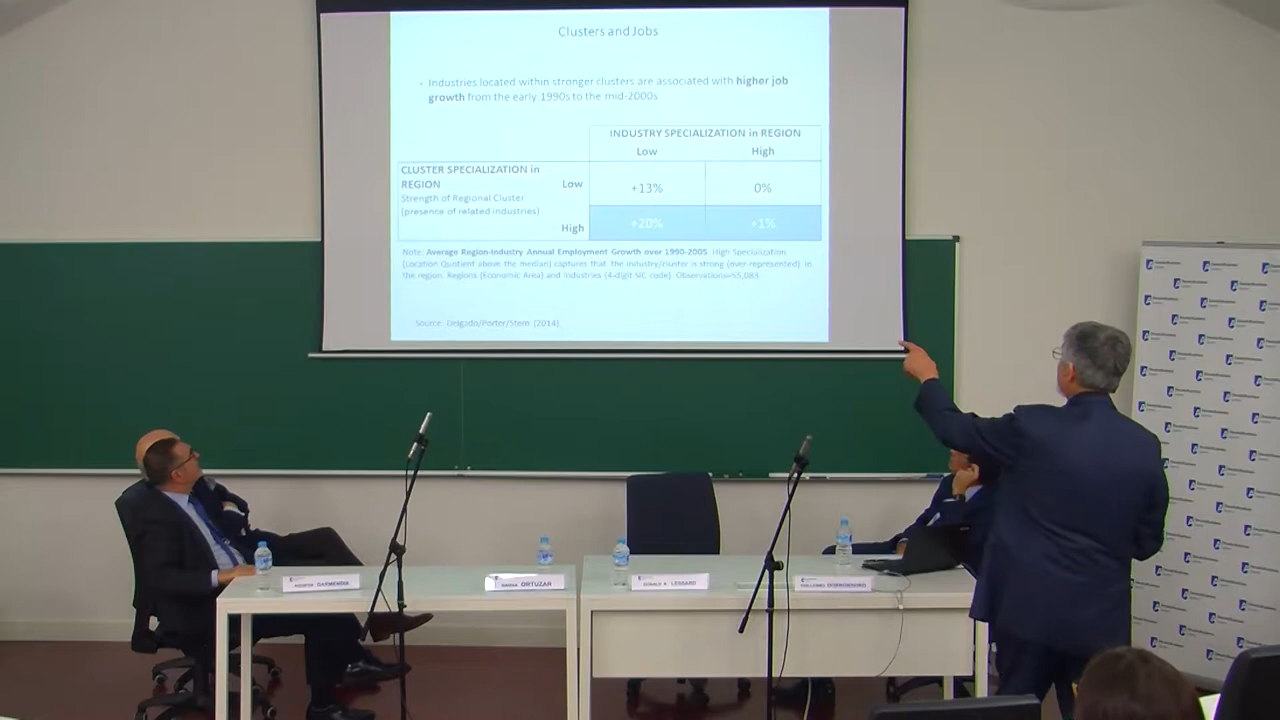 Clusters and Jobs
- Industries located within stronger clusters are associated with higher job
growth from the early 1990s to the mid-2000s
INDUSTRY SPECIALIZATION in REGION
Low High
CLUSTER SPECIALIZATION in
REGION
Strength of Regional Cluster
(presence of related industries)
Low +13% 0%
High +20% +1%
Note: Average Region-Industry Annual Employment Growth over 1990-2005. High Specialization
(Location Quotient above the median) captures that the industry/cluster is strong (over-represented) in
the region. Regions (Economic Area) and Industries (4-digit SIC code). Observations=55,083
Source: Delgado/Porter/Stern (2014).
GARMENDIA
ORTUZAR
DONALD R. LESSARD
GUILLERMO DORRONSORO